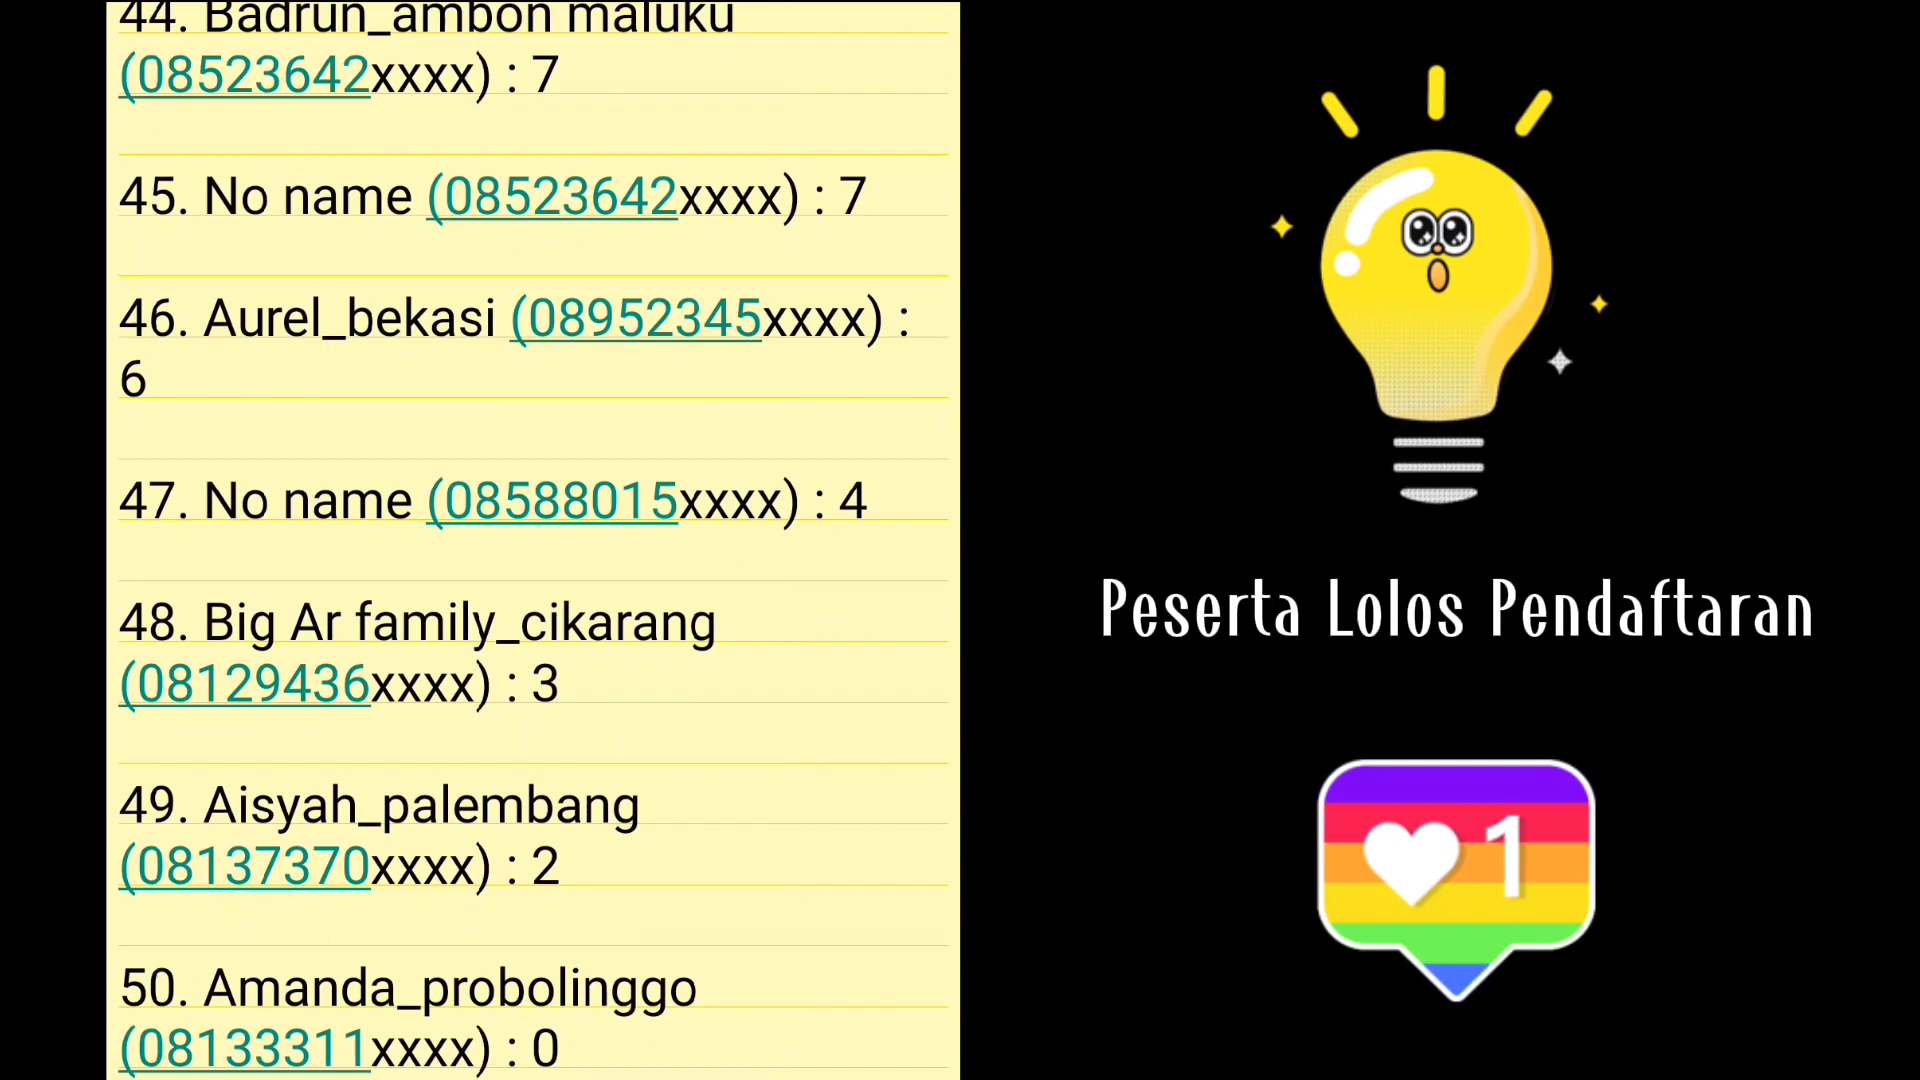 44. Badrun_ambon maluku
(08523642xxxx) : 7
45. No name (08523642xxxx) : 7
46. Aurel_bekasi (08952345xxxx) :
6
47. No name (08588015xxxx) : 4
48. Big Ar family_cikarang
(08129436xxxx) : 3
49. Aisyah_palembang
(08137370xxxx) : 2
50. Amanda_probolinggo
(08133311xxxx) : 0
Peserta Lolos Pendaftaran
1